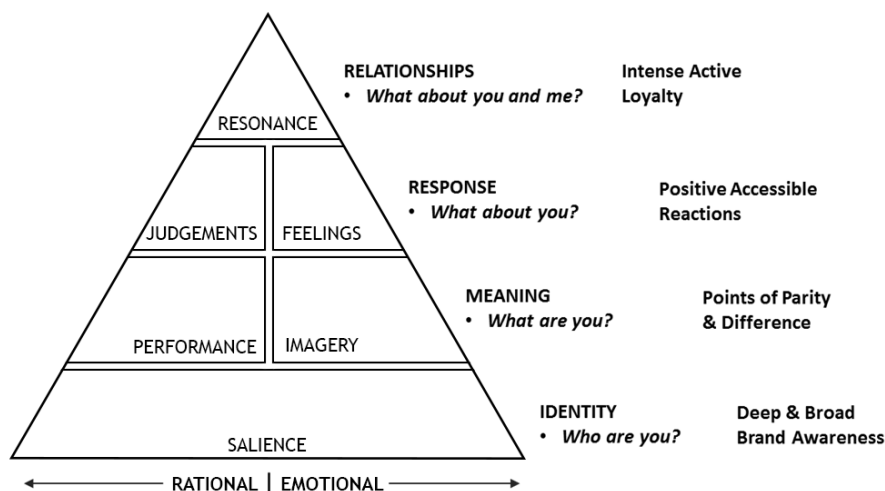 RELATIONSHIPS
• What about you and me?
Intense Active
Loyalty
RESONANCE
RESPONSE
• What about you?
Positive Accessible
Reactions
JUDGEMENTS
FEELINGS
MEANING
• What are you?
Points of Parity
& Difference
PERFORMANCE
IMAGERY
IDENTITY
• Who are you?
Deep & Broad
Brand Awareness
SALIENCE
RATIONAL | EMOTIONAL